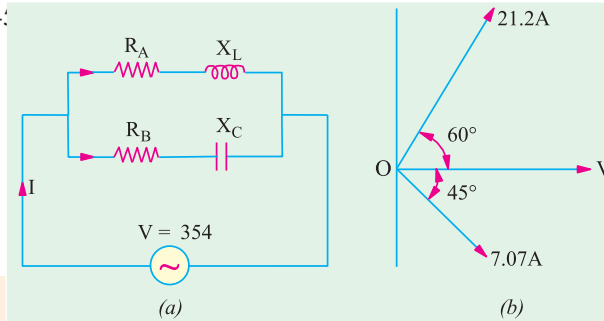 R_A X_L
R_B X_C
I
V = 354
~
(a)
21.2A
60°
O V
45°
7.07A
(b)